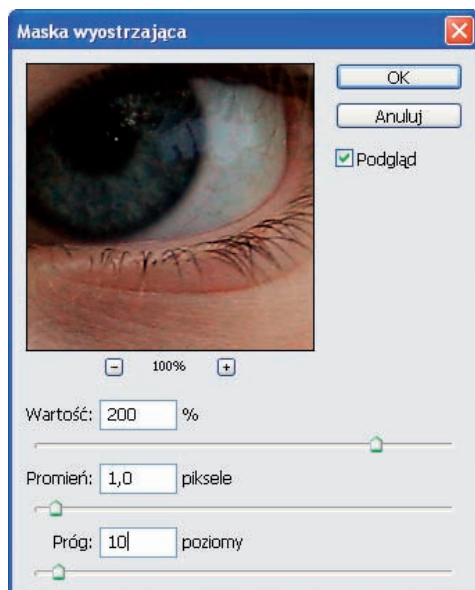 Maska wyostrzająca
OK
Anuluj
Podgląd
- 100% +
Wartość: 200 %
Promień: 1,0 piksele
Próg: 10 poziomy